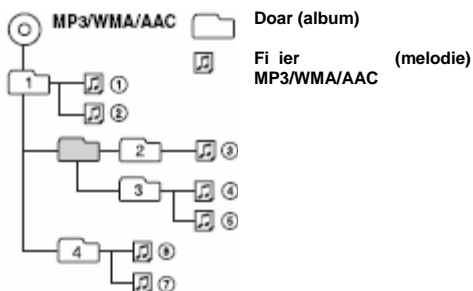 MP3/WMA/AAC
Doar (album)
Fi ier (melodie)
MP3/WMA/AAC
1
①
②
2
③
3
④
⑤
4
⑥
⑦